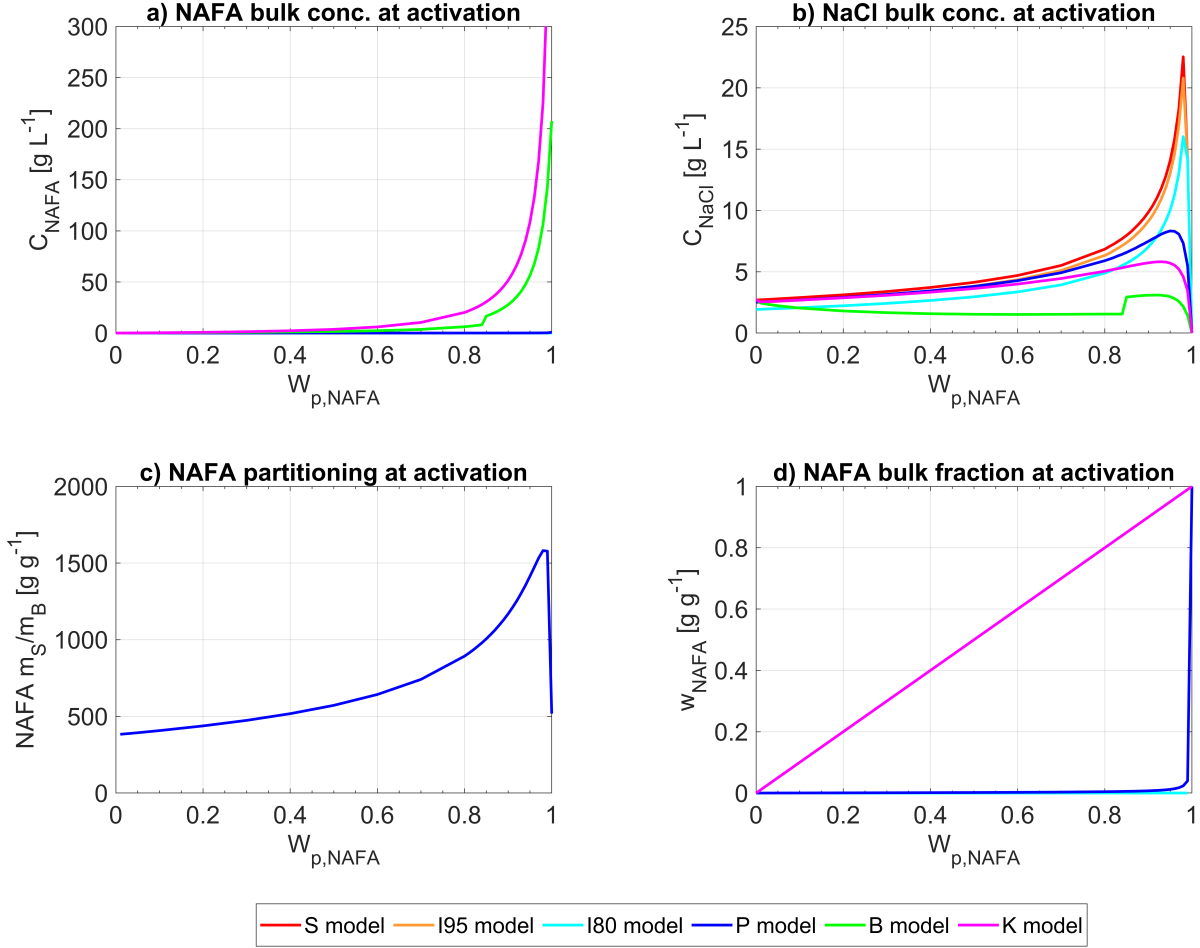 a) NAFA bulk conc. at activation
300
250
200
150
100
50
0
C_NAFA [g L^-1]
0 0.2 0.4 0.6 0.8 1
W_p,NAFA
b) NaCl bulk conc. at activation
25
20
15
10
5
0
C_NaCl [g L^-1]
0 0.2 0.4 0.6 0.8 1
W_p,NAFA
c) NAFA partitioning at activation
2000
1500
1000
500
0
NAFA m_S/m_B [g g^-1]
0 0.2 0.4 0.6 0.8 1
W_p,NAFA
d) NAFA bulk fraction at activation
1
0.8
0.6
0.4
0.2
0
w_NAFA [g g^-1]
0 0.2 0.4 0.6 0.8 1
W_p,NAFA
S model I95 model I80 model P model B model K model